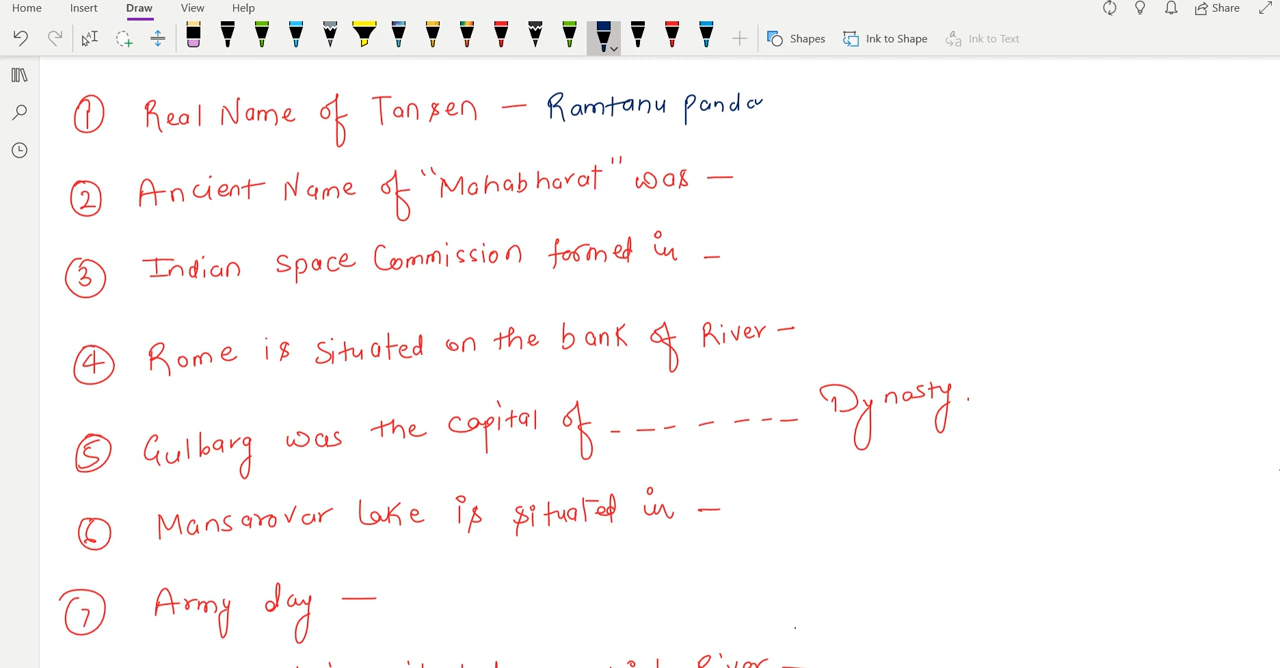 Home Insert Draw View Help Share
Shapes Ink to Shape Ink to Text
1 Real Name of Tansen — Ramtanu Panda
2 Ancient Name of "Mahabharat" was —
3 Indian Space Commission formed in -
4 Rome is situated on the bank of River -
5 Gulbarg was the capital of - - - - - - - Dynasty.
6 Mansarovar Lake is situated in -
7 Army day —
River -